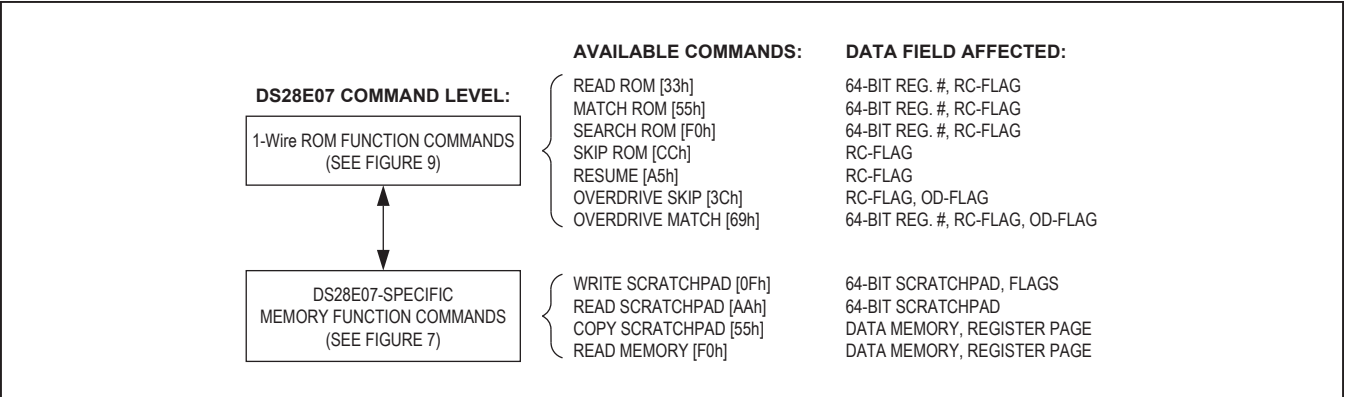 AVAILABLE COMMANDS: DATA FIELD AFFECTED:
DS28E07 COMMAND LEVEL:
1-Wire ROM FUNCTION COMMANDS
(SEE FIGURE 9)
READ ROM [33h] 64-BIT REG. #, RC-FLAG
MATCH ROM [55h] 64-BIT REG. #, RC-FLAG
SEARCH ROM [F0h] 64-BIT REG. #, RC-FLAG
SKIP ROM [CCh] RC-FLAG
RESUME [A5h] RC-FLAG
OVERDRIVE SKIP [3Ch] RC-FLAG, OD-FLAG
OVERDRIVE MATCH [69h] 64-BIT REG. #, RC-FLAG, OD-FLAG
DS28E07-SPECIFIC
MEMORY FUNCTION COMMANDS
(SEE FIGURE 7)
WRITE SCRATCHPAD [0Fh] 64-BIT SCRATCHPAD, FLAGS
READ SCRATCHPAD [AAh] 64-BIT SCRATCHPAD
COPY SCRATCHPAD [55h] DATA MEMORY, REGISTER PAGE
READ MEMORY [F0h] DATA MEMORY, REGISTER PAGE